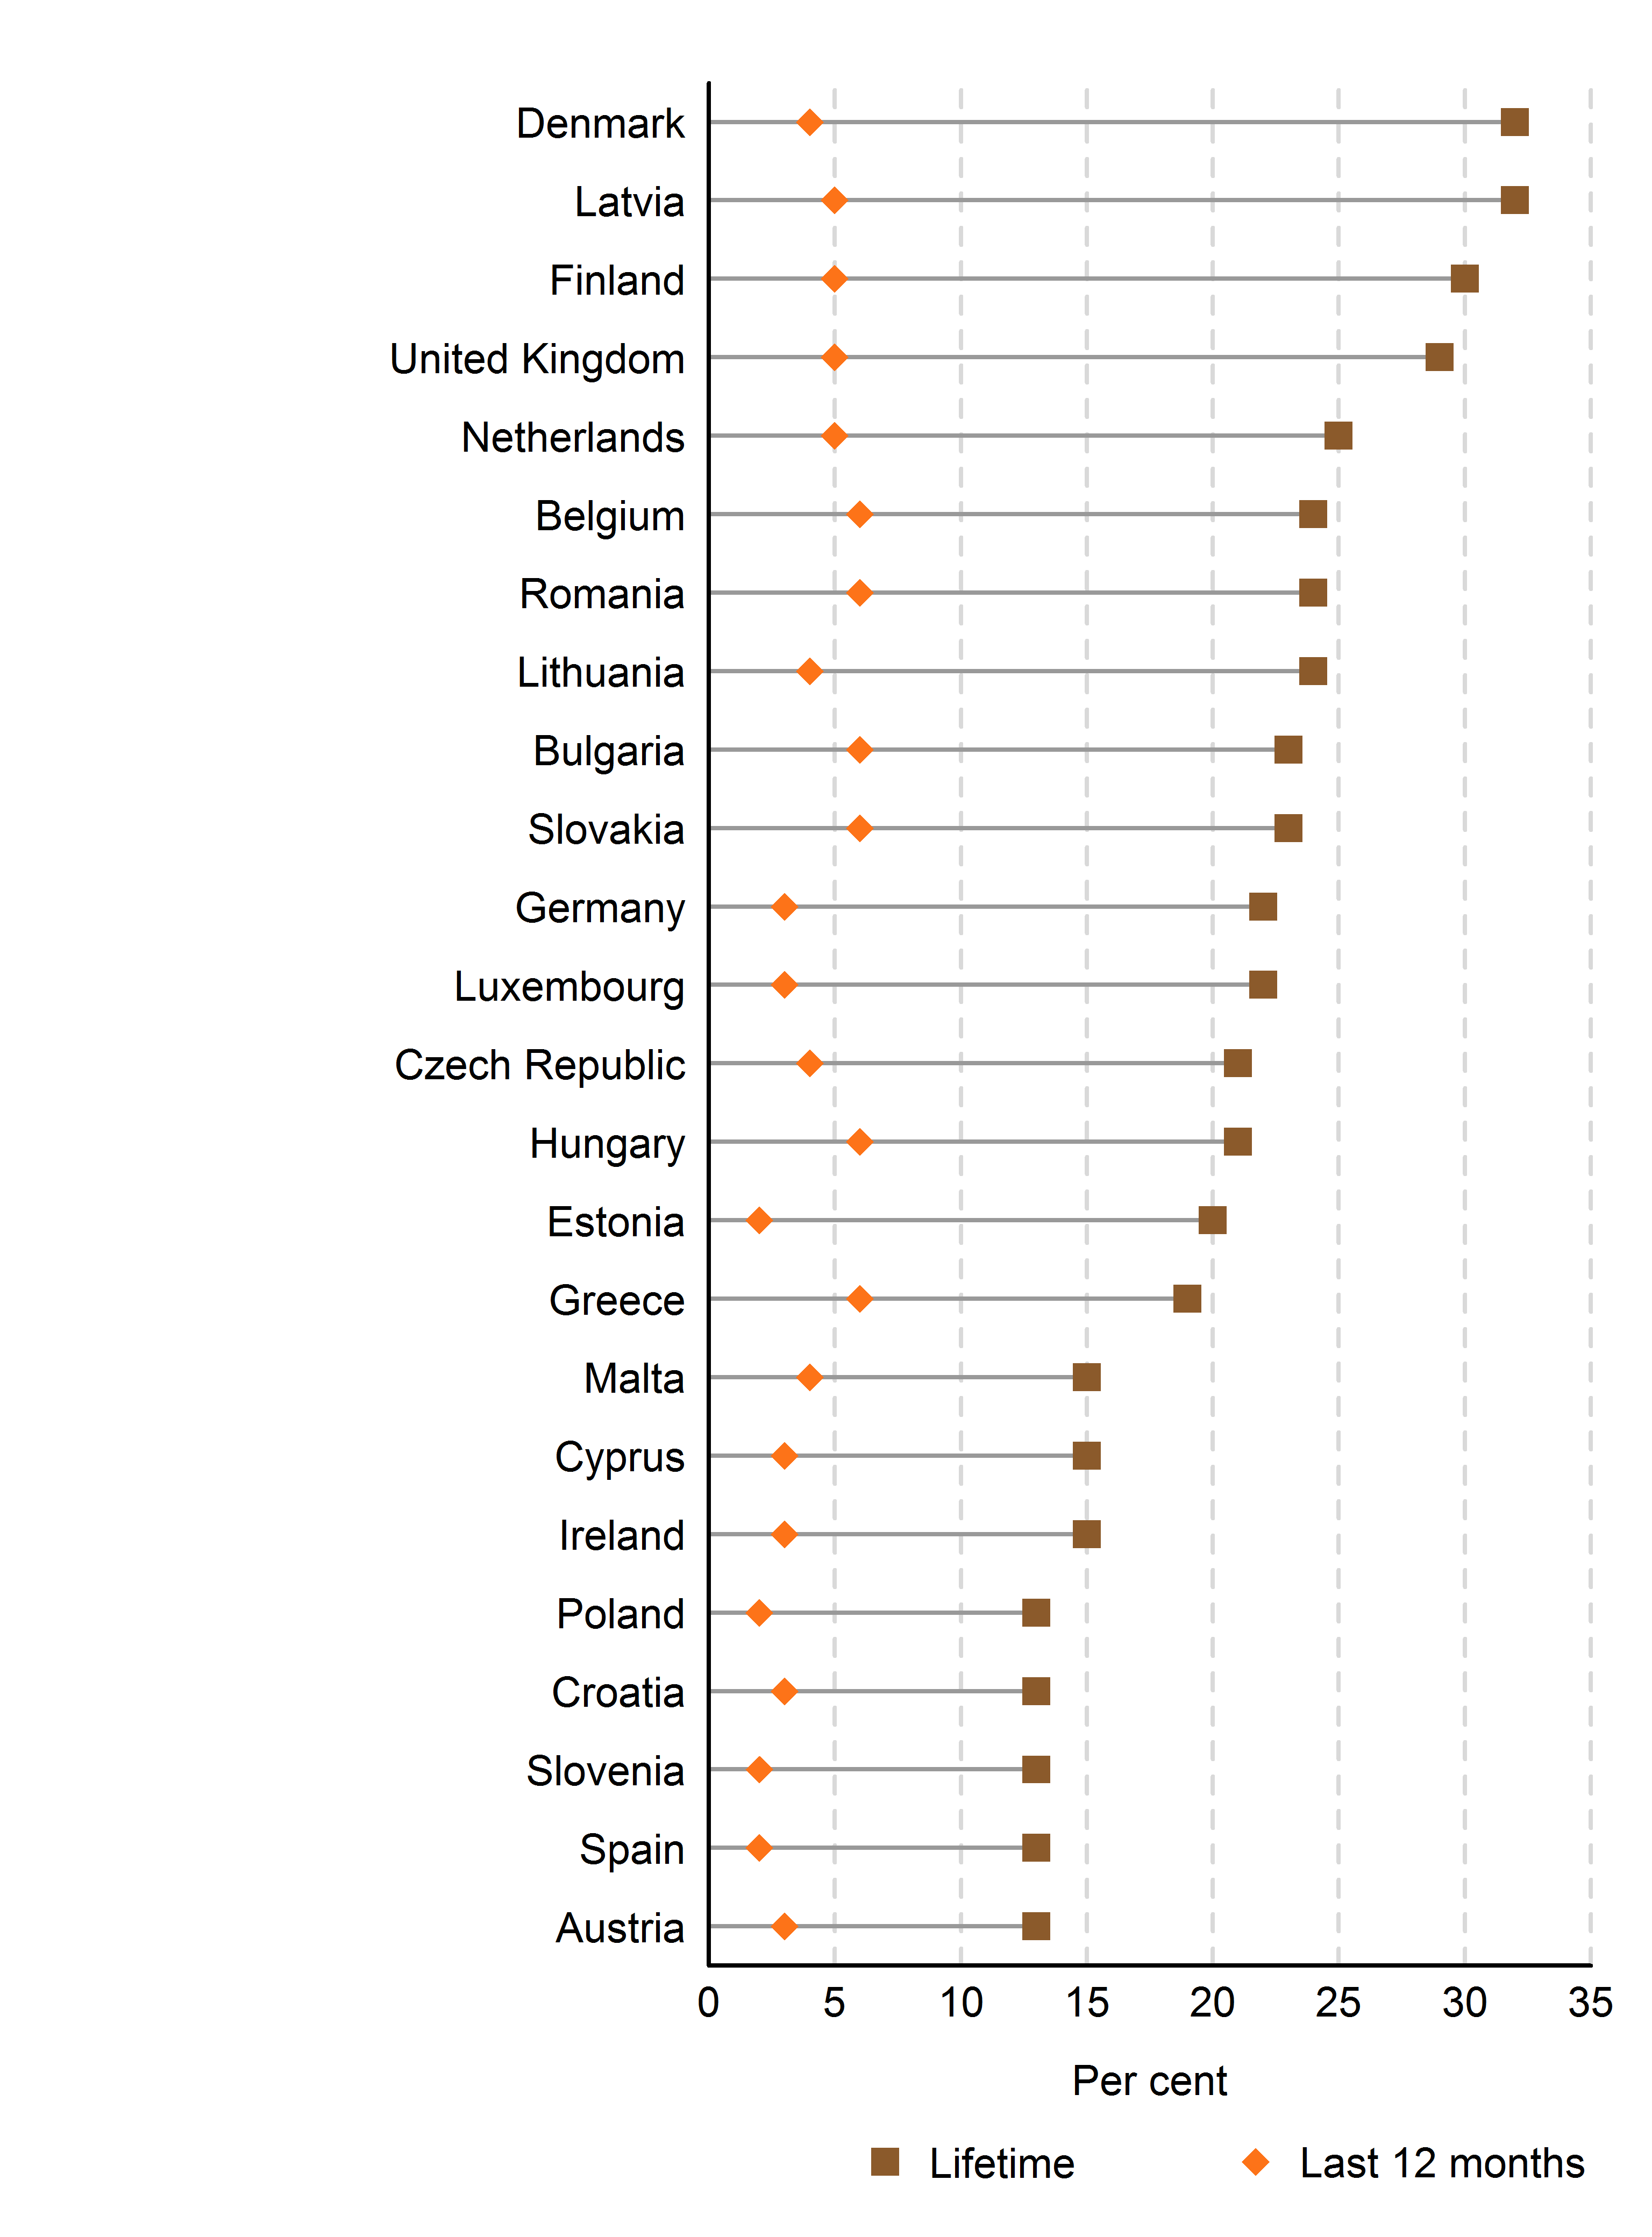 Denmark
Latvia
Finland
United Kingdom
Netherlands
Belgium
Romania
Lithuania
Bulgaria
Slovakia
Germany
Luxembourg
Czech Republic
Hungary
Estonia
Greece
Malta
Cyprus
Ireland
Poland
Croatia
Slovenia
Spain
Austria
0 5 10 15 20 25 30 35
Per cent
Lifetime Last 12 months